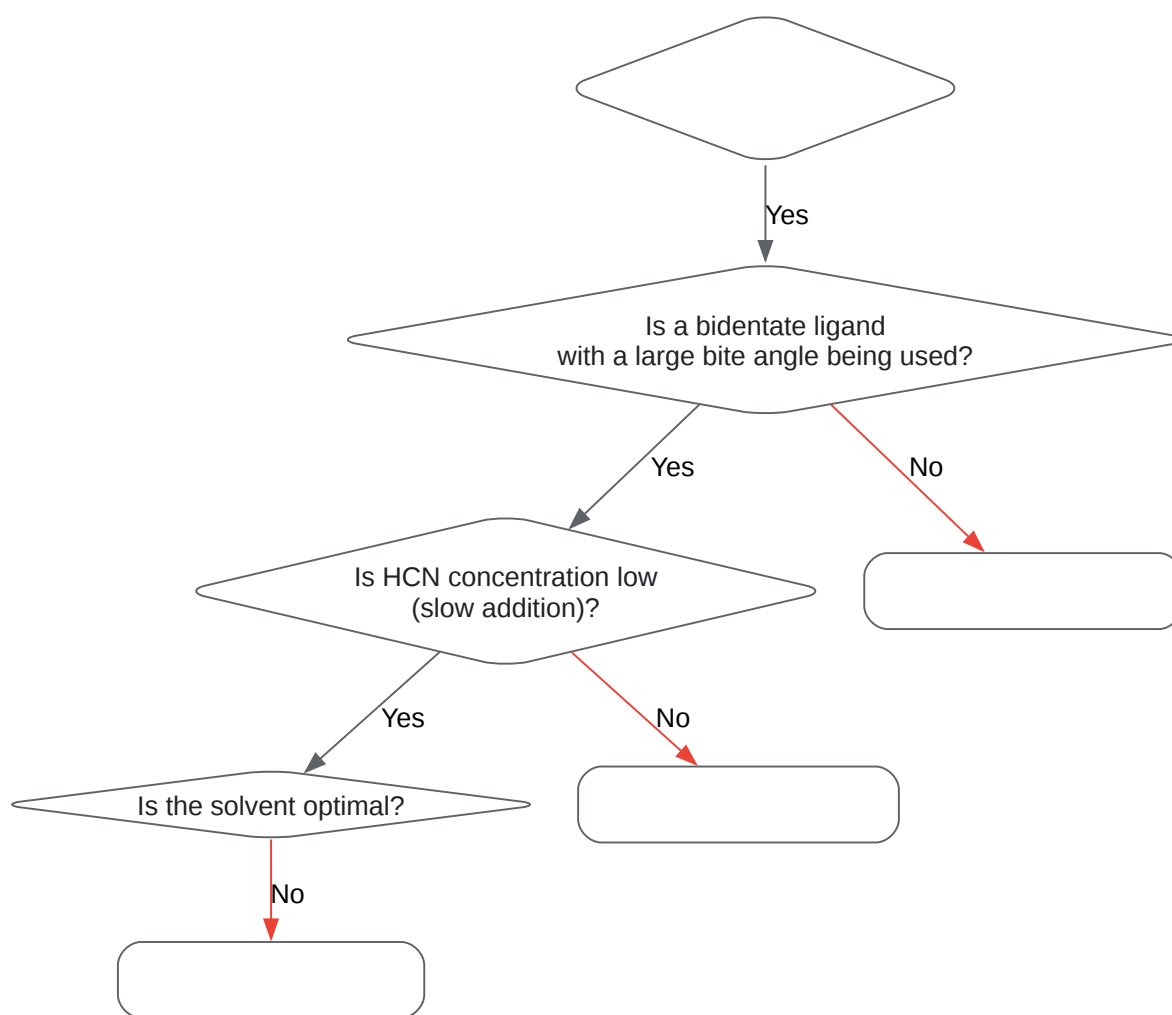 Yes
Is a bidentate ligand
with a large bite angle being used?
Yes
No
Is HCN concentration low
(slow addition)?
Yes
No
Is the solvent optimal?
No